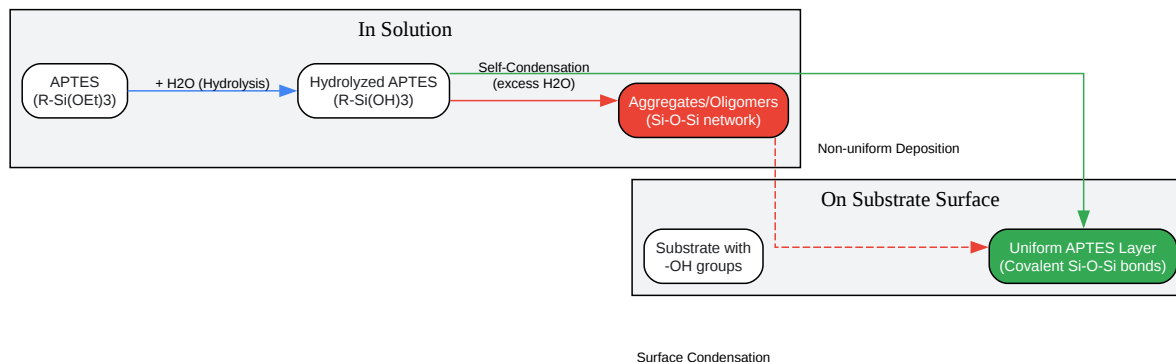 In Solution
APTES
(R-Si(OEt)3)
+ H2O (Hydrolysis)
Hydrolyzed APTES
(R-Si(OH)3)
Self-Condensation
(excess H2O)
Aggregates/Oligomers
(Si-O-Si network)
Non-uniform Deposition
On Substrate Surface
Substrate with
-OH groups
Uniform APTES Layer
(Covalent Si-O-Si bonds)
Surface Condensation